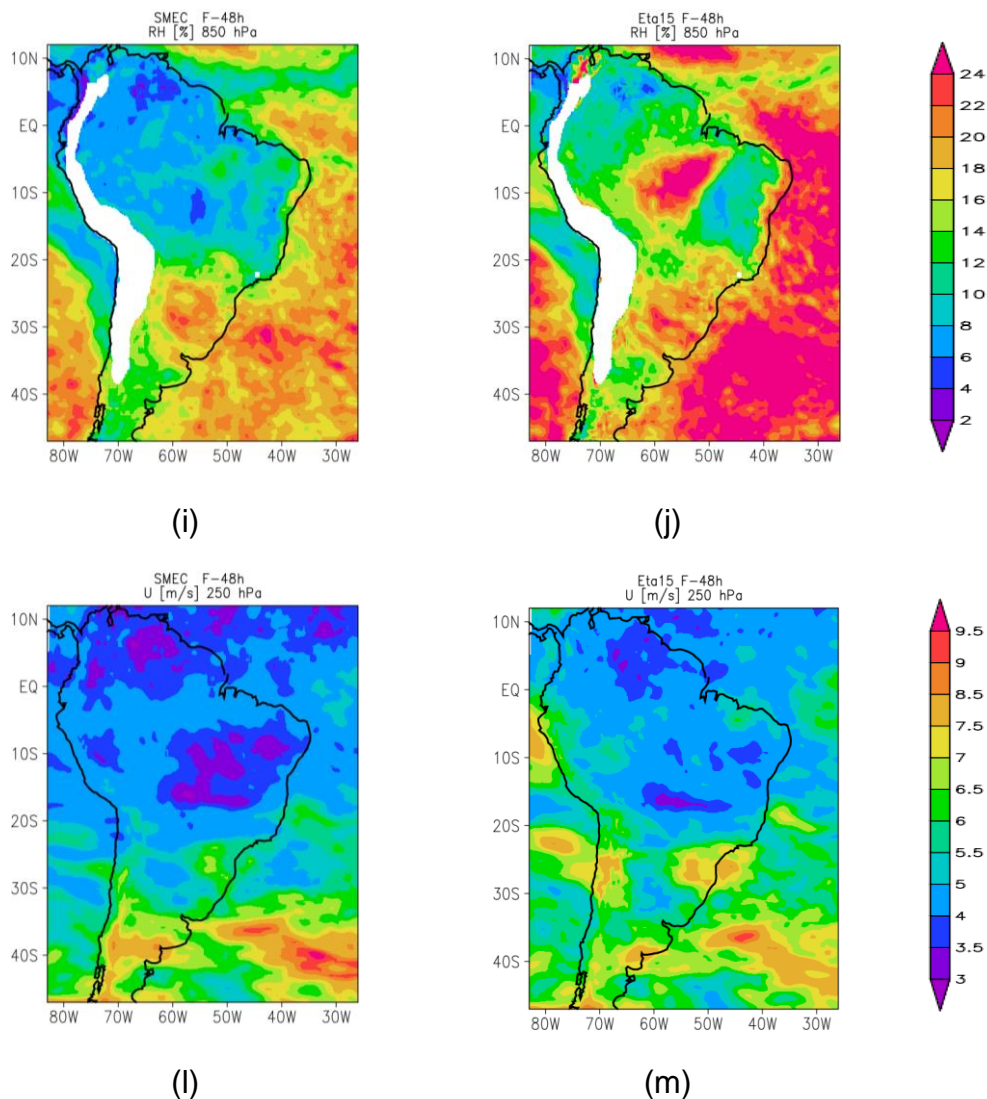 SMEC F-48h
RH [%] 850 hPa
Eta15 F-48h
RH [%] 850 hPa
10N
EQ
10S
20S
30S
40S
80W 70W 60W 50W 40W 30W
10N
EQ
10S
20S
30S
40S
80W 70W 60W 50W 40W 30W
24
22
20
18
16
14
12
10
8
6
4
2
(i)
(j)
SMEC F-48h
U [m/s] 250 hPa
Eta15 F-48h
U [m/s] 250 hPa
10N
EQ
10S
20S
30S
40S
80W 70W 60W 50W 40W 30W
10N
EQ
10S
20S
30S
40S
80W 70W 60W 50W 40W 30W
9.5
9
8.5
7.5
7
6.5
6
5.5
5
4
3.5
3
(l)
(m)